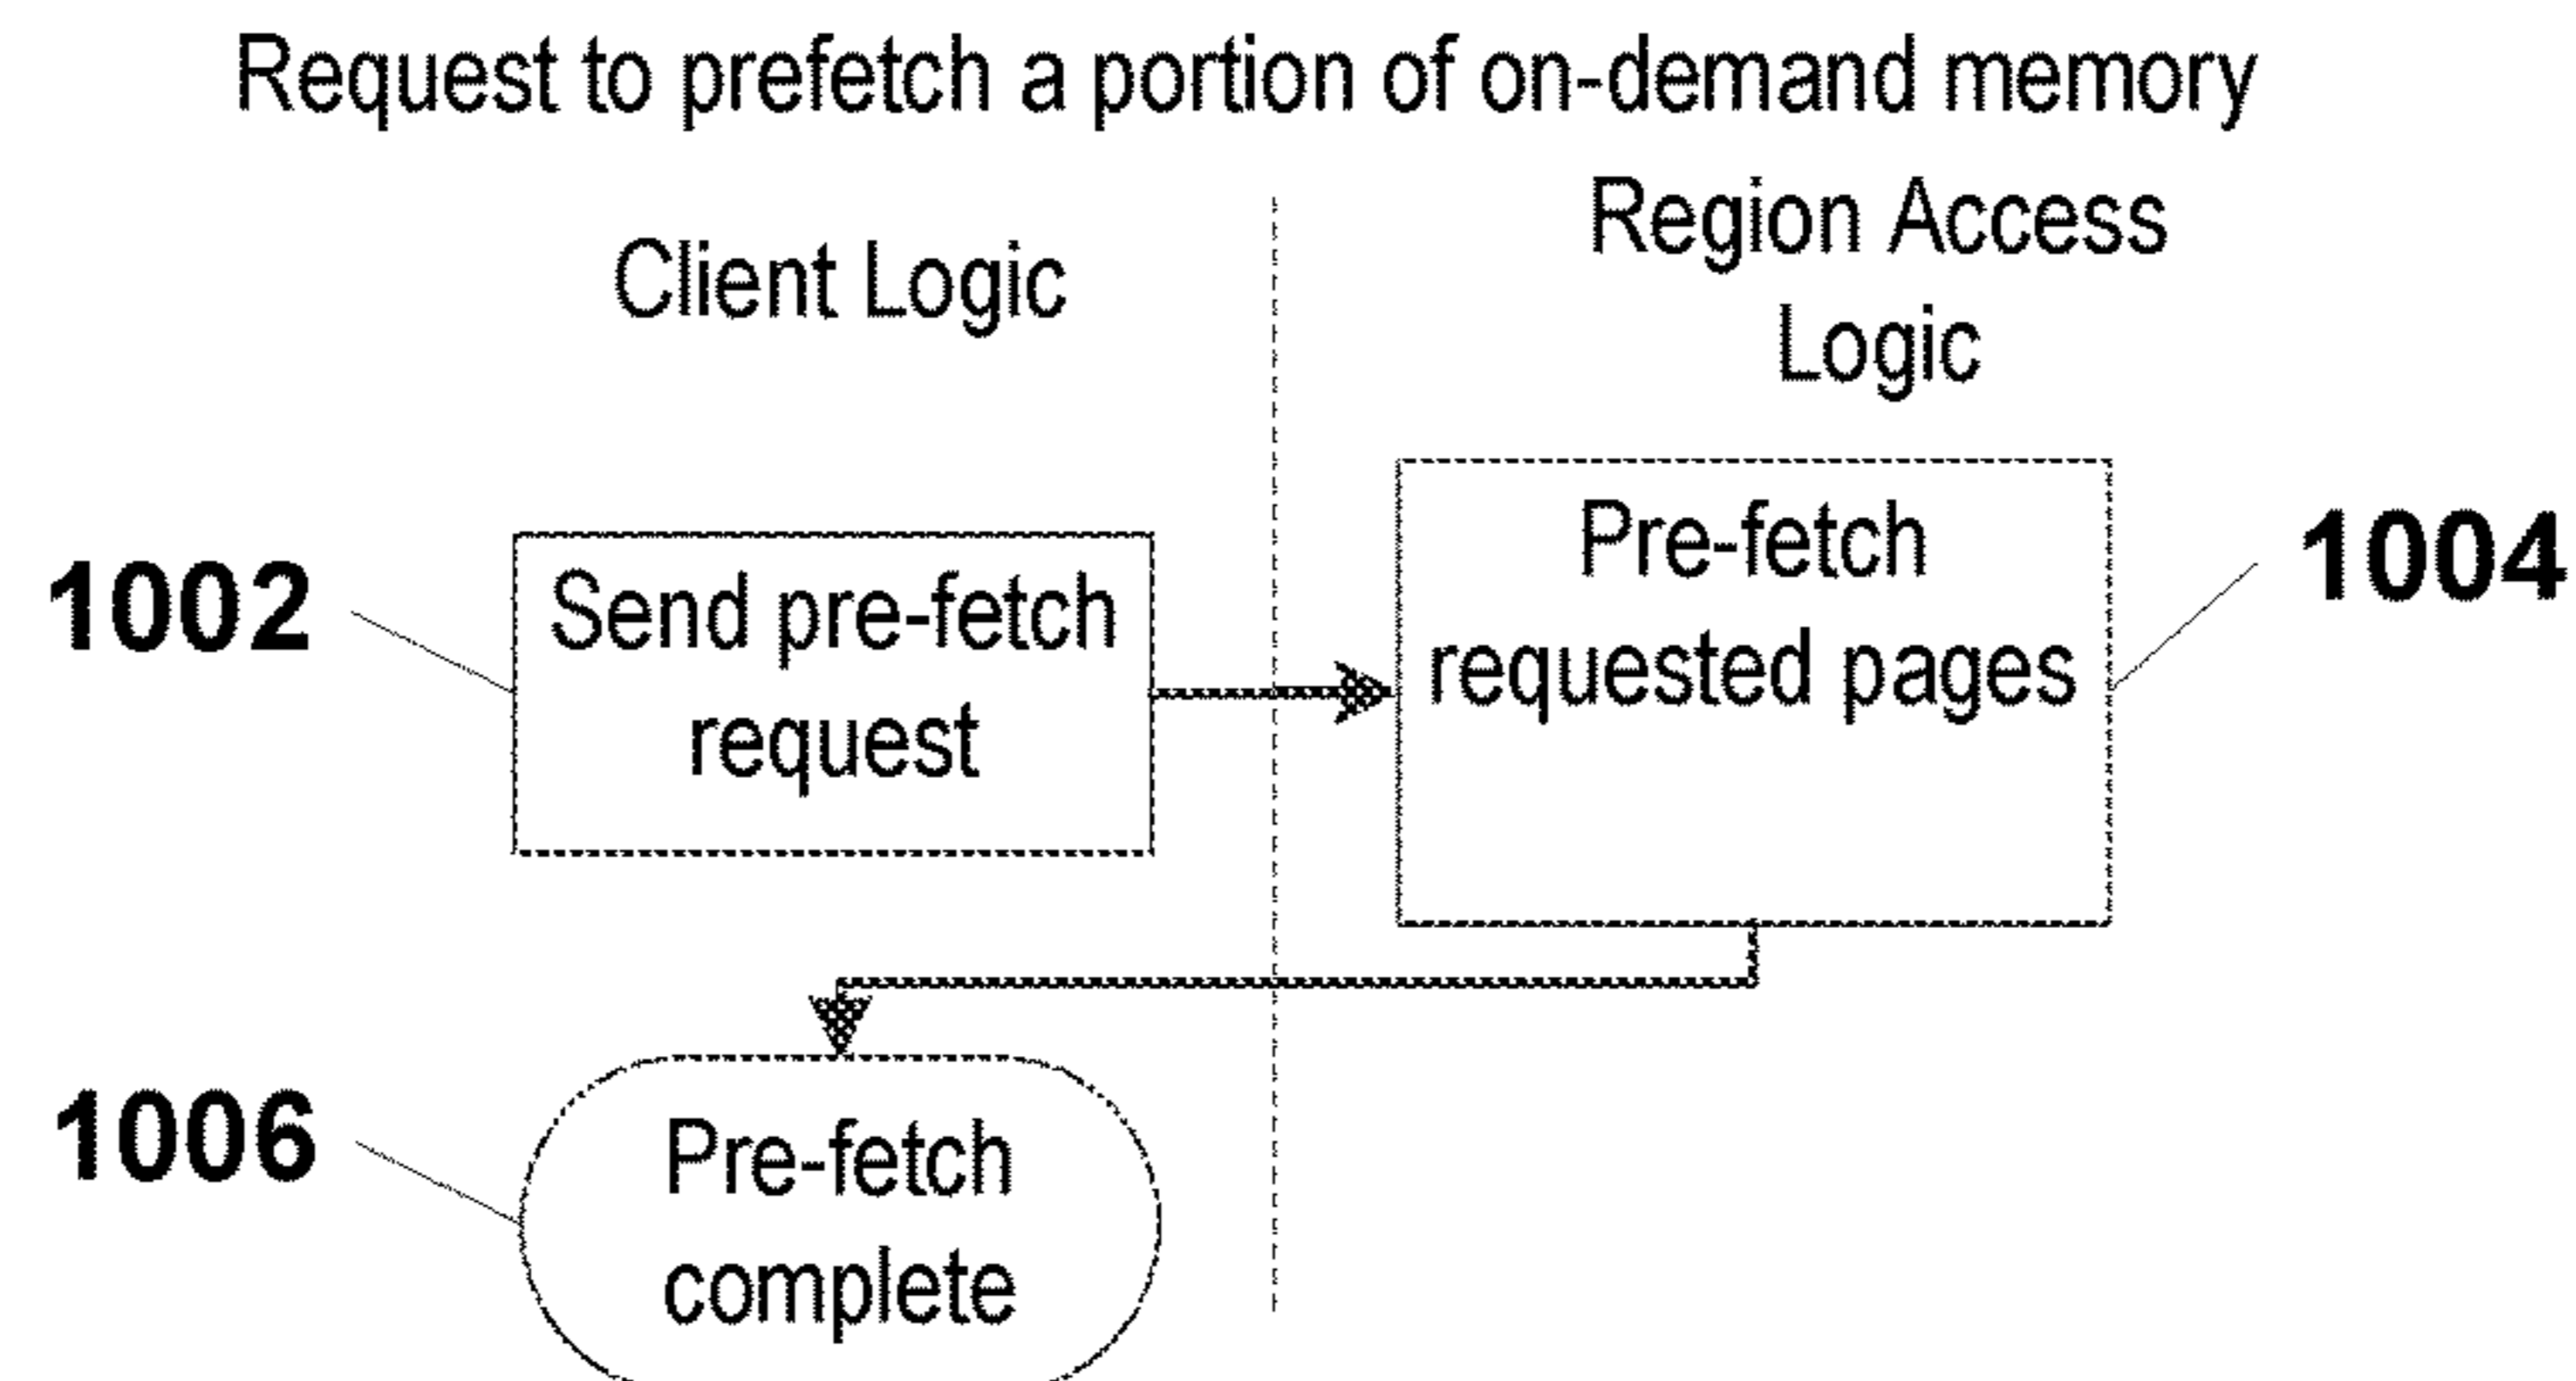 Request to prefetch a portion of on-demand memory
Client Logic
Region Access
Logic
1002
Send pre-fetch
request
Pre-fetch
requested pages
1004
1006
Pre-fetch
complete